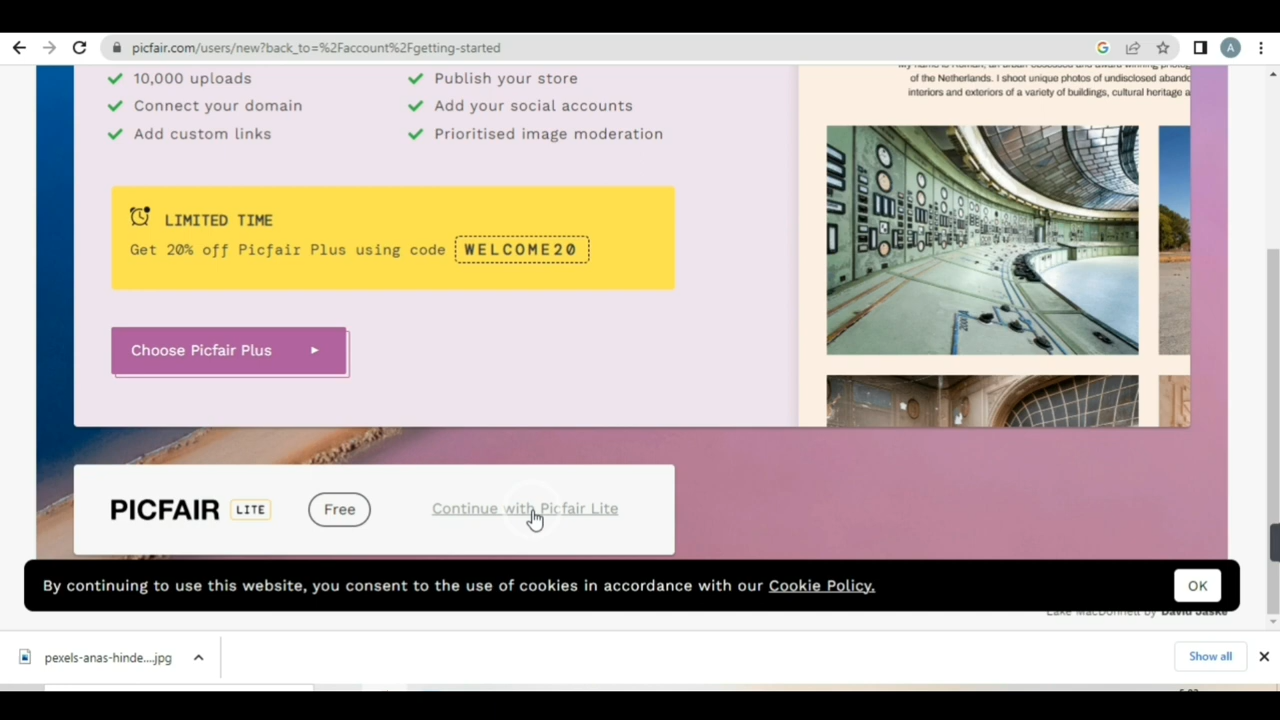 picfair.com/users/new?back_to=%2Faccount%2Fgetting-started
A
of the Netherlands. I shoot unique photos of undisclosed abando
interiors and exteriors of a variety of buildings, cultural heritage a
10,000 uploads
Publish your store
Connect your domain
Add your social accounts
Add custom links
Prioritised image moderation
LIMITED TIME
Get 20% off Picfair Plus using code WELCOME20
Choose Picfair Plus
PICFAIR LITE Free Continue with Picfair Lite
By continuing to use this website, you consent to the use of cookies in accordance with our Cookie Policy. OK
Lake MacDonnell by David Jaske
pexels-anas-hinde....jpg
Show all